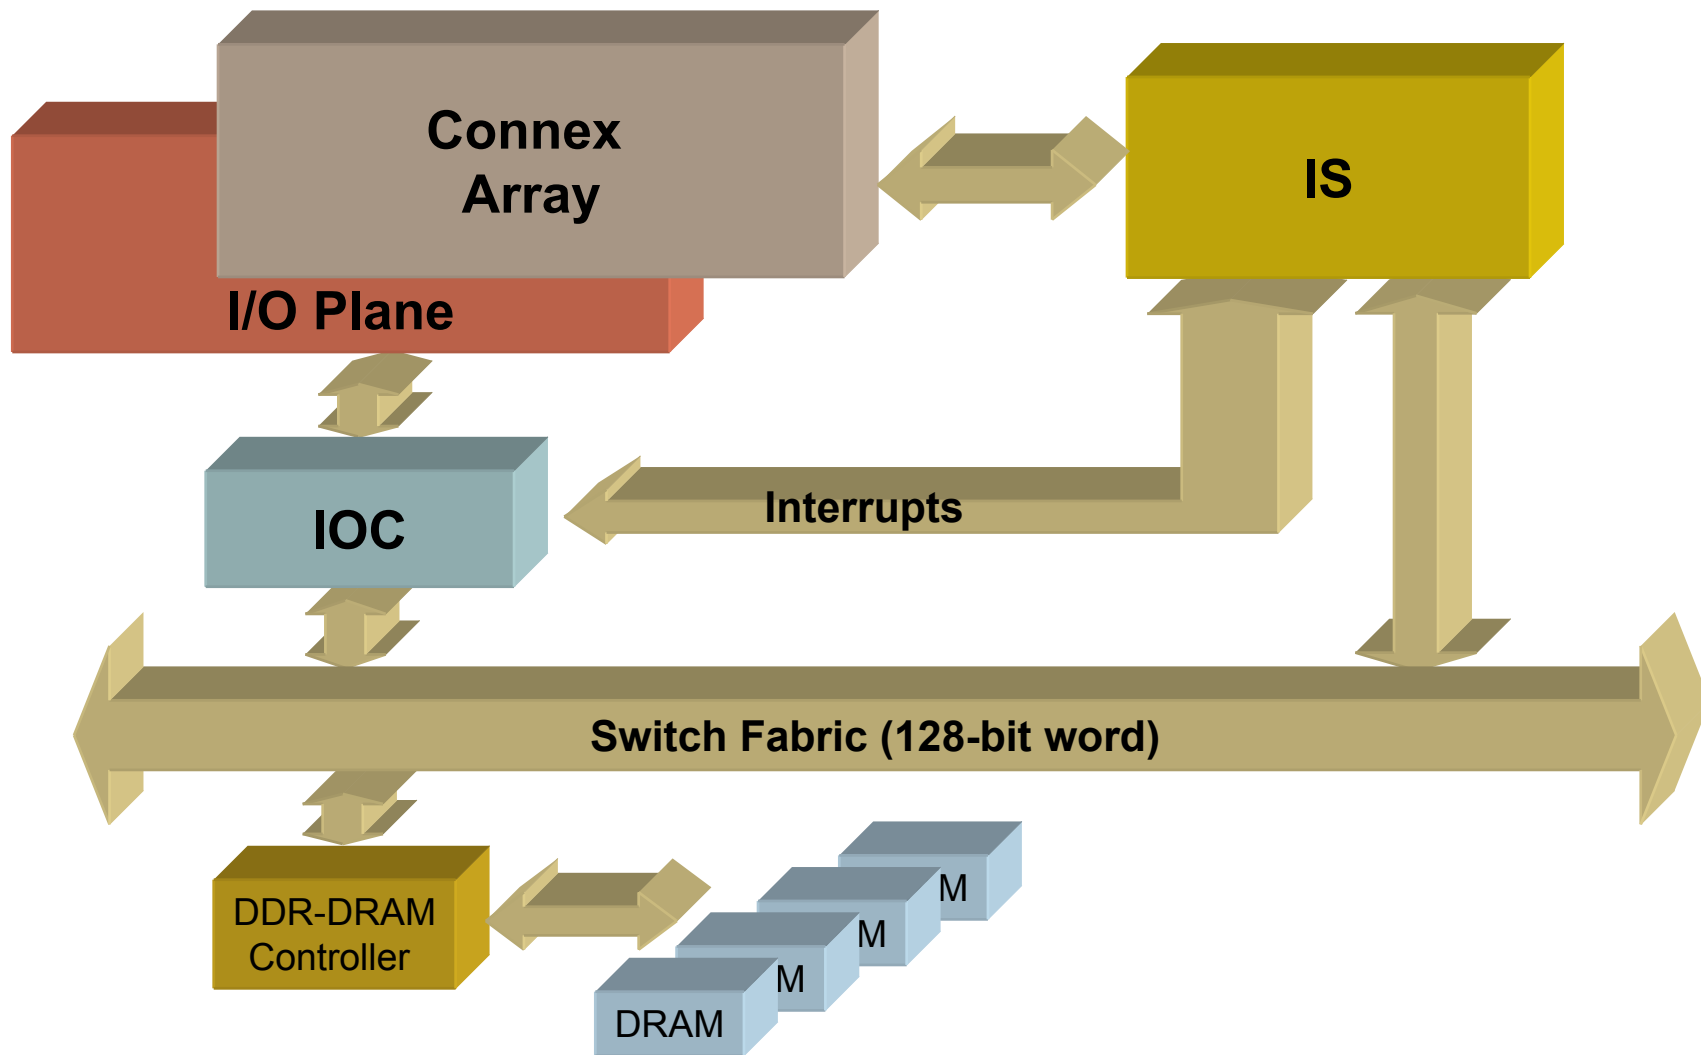 Connex
Array
IS
I/O Plane
IOC
Interrupts
Switch Fabric (128-bit word)
DDR-DRAM
Controller
M
M
M
DRAM